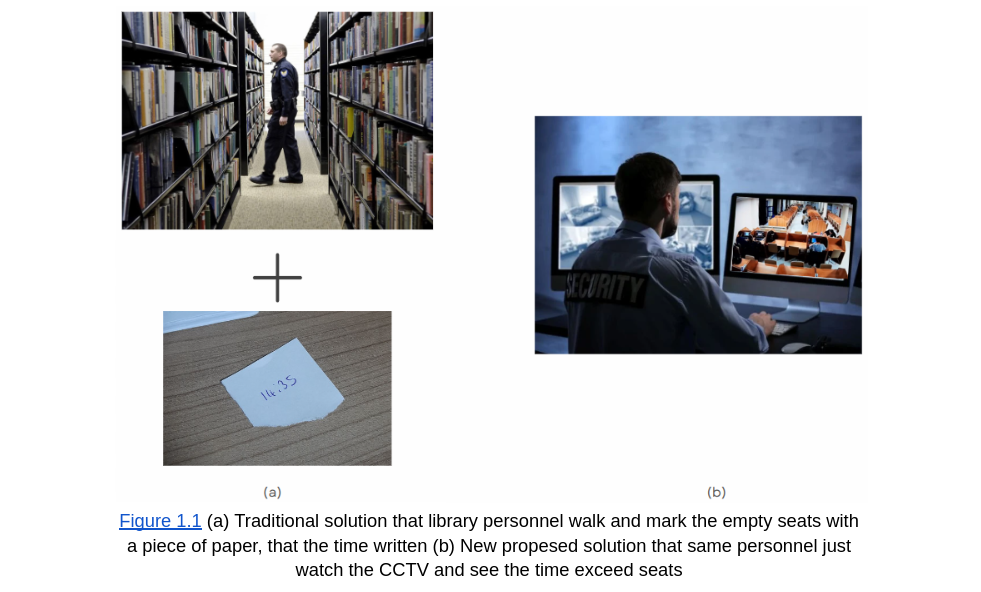 14:35
SECURITY
(a)
(b)
Figure 1.1 (a) Traditional solution that library personnel walk and mark the empty seats with
a piece of paper, that the time written (b) New propesed solution that same personnel just
watch the CCTV and see the time exceed seats